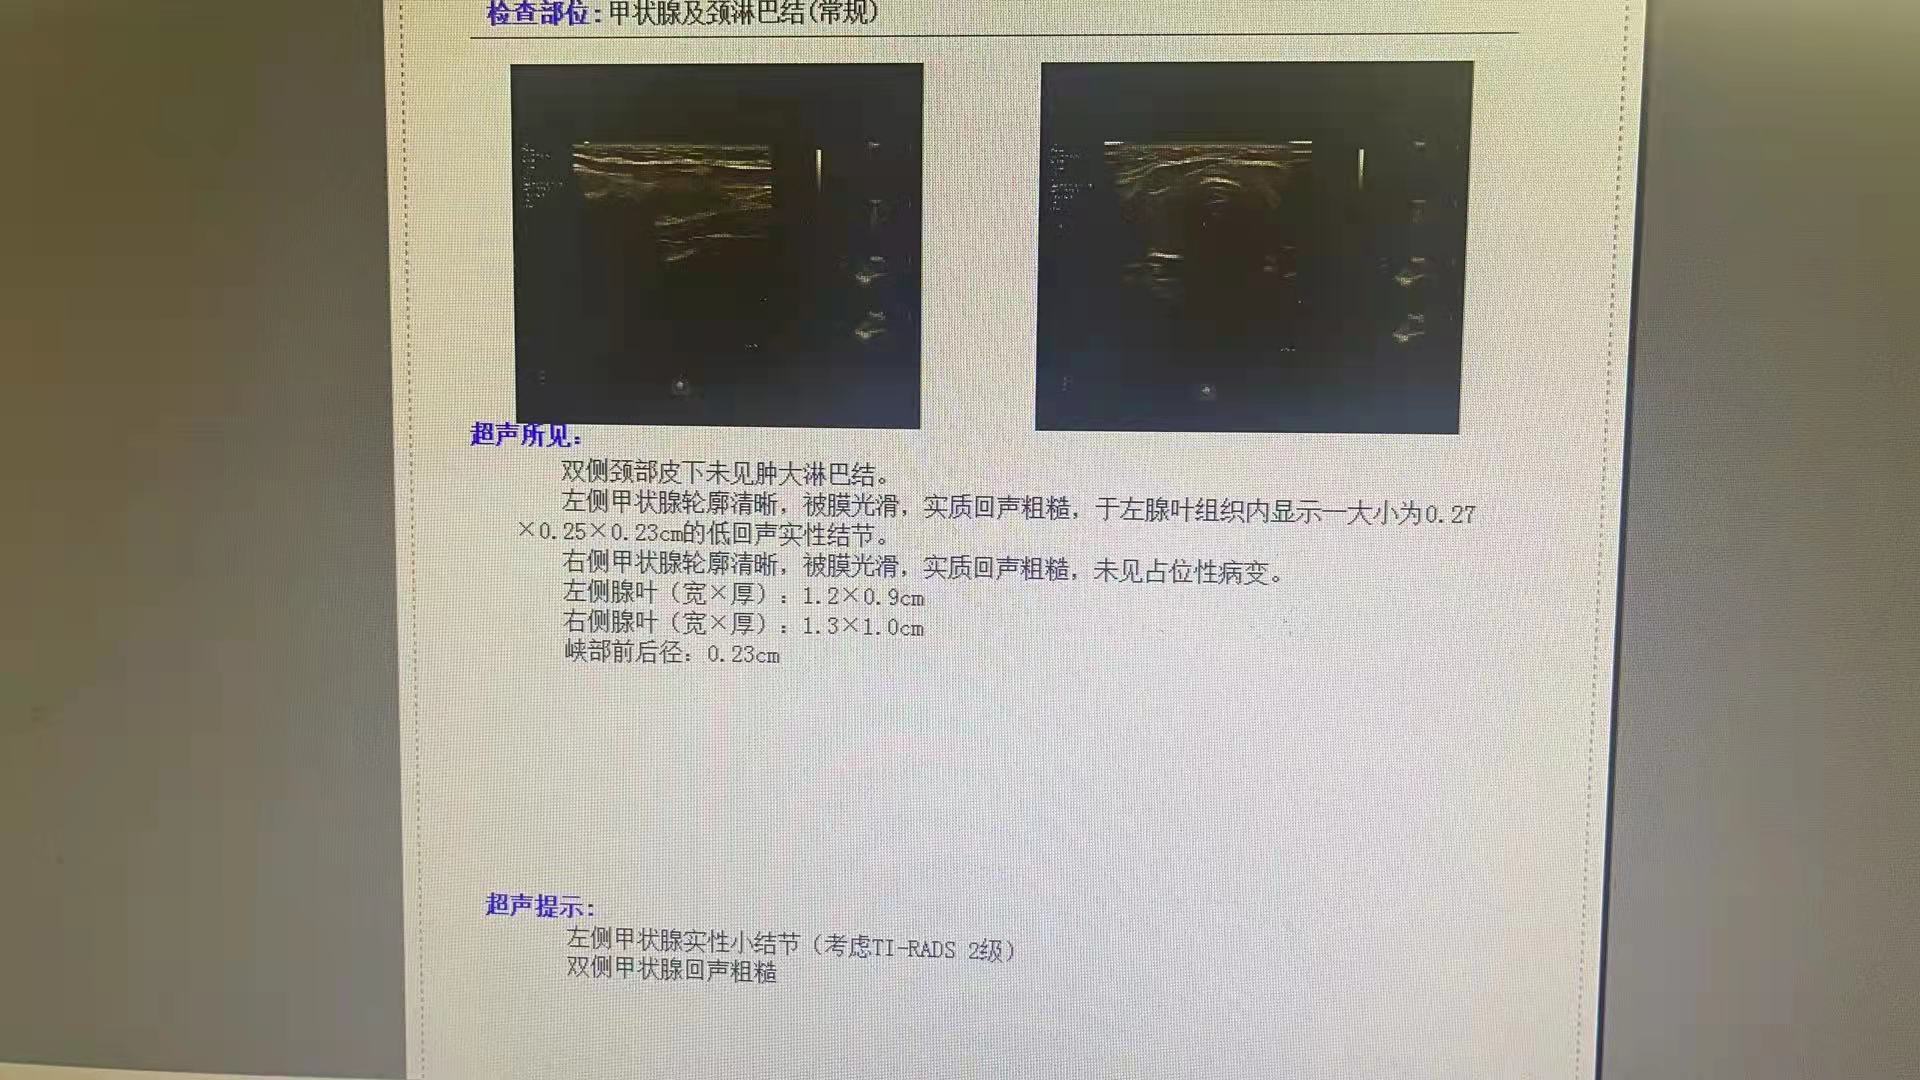 检查部位:甲状腺及颈淋巴结(常规)
超声所见:
双侧颈部皮下未见肿大淋巴结。
左侧甲状腺轮廓清晰，被膜光滑，实质回声粗糙，于左腺叶组织内显示一大小为0.27
×0.25×0.23cm的低回声实性结节。
右侧甲状腺轮廓清晰，被膜光滑，实质回声粗糙，未见占位性病变。
左侧腺叶（宽×厚）：1.2×0.9cm
右侧腺叶（宽×厚）：1.3×1.0cm
峡部前后径：0.23cm
超声提示:
左侧甲状腺实性小结节（考虑TI-RADS 2级）
双侧甲状腺回声粗糙